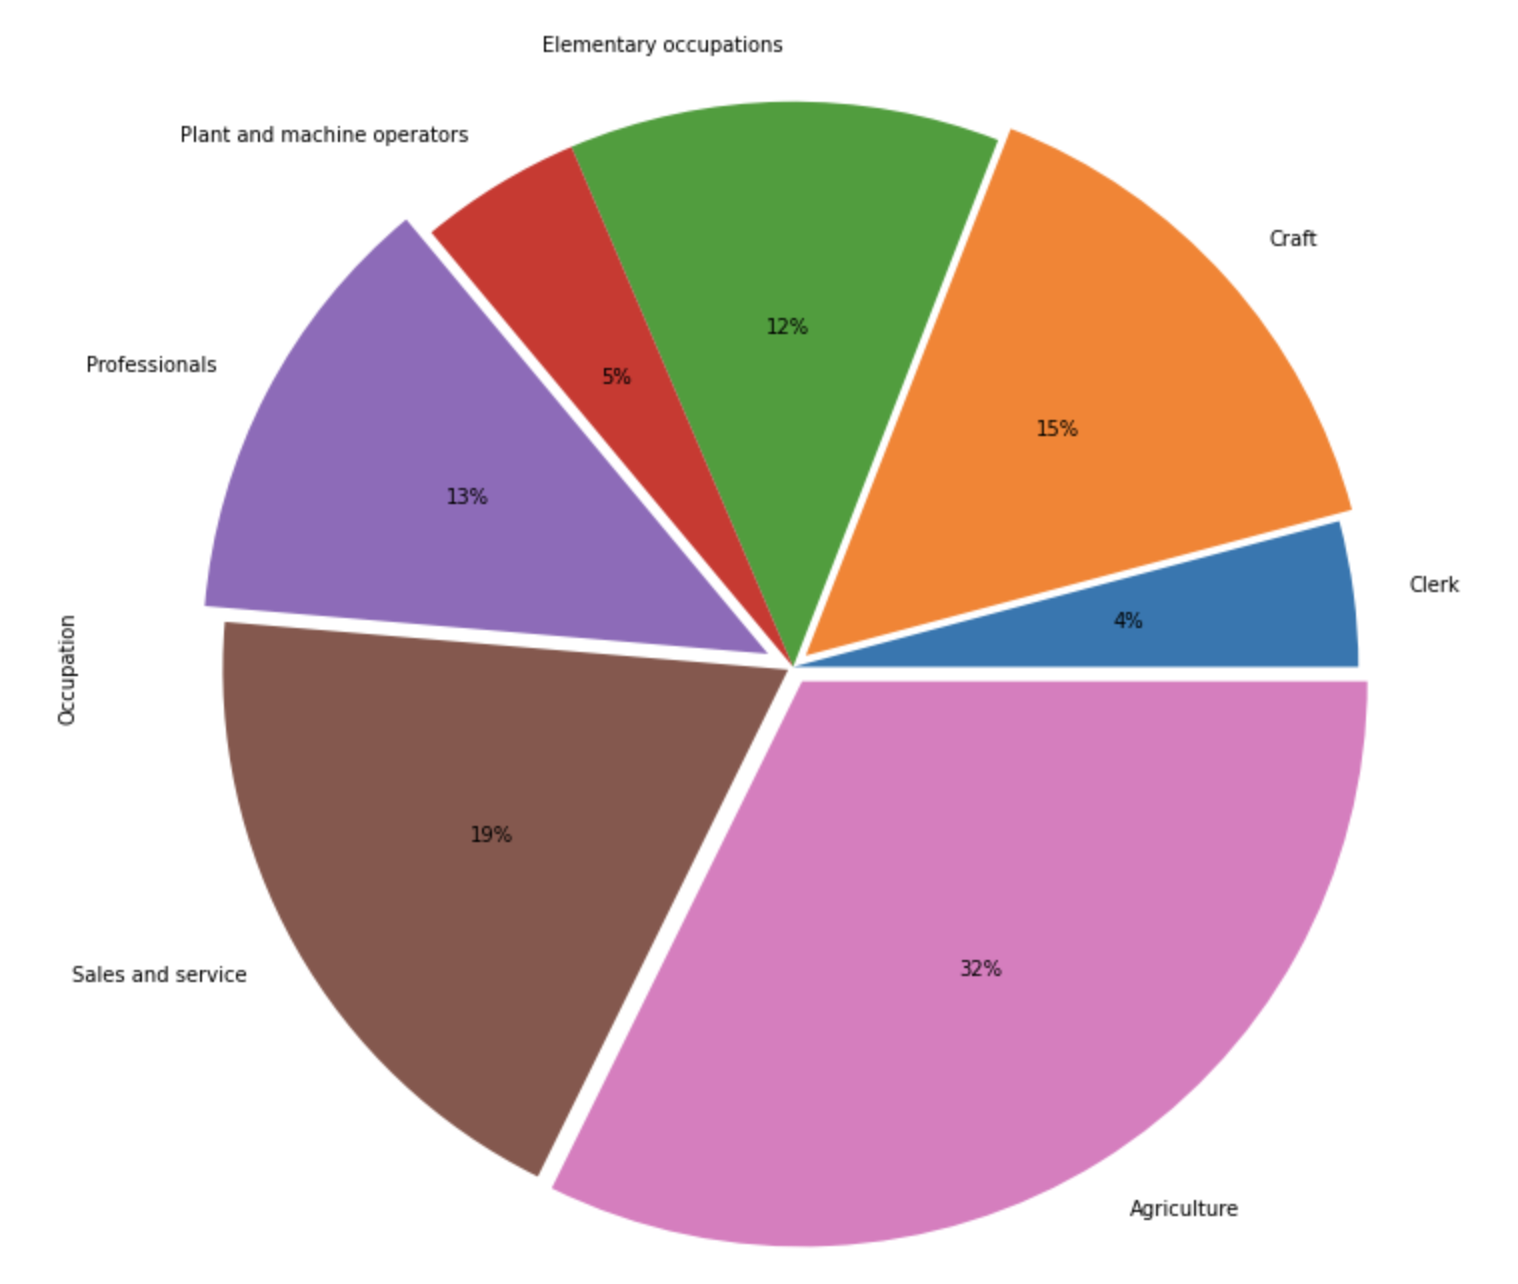 Elementary occupations
Plant and machine operators
Craft
12%
5%
15%
Professionals
13%
Clerk
4%
Occupation
19%
Sales and service
32%
Agriculture